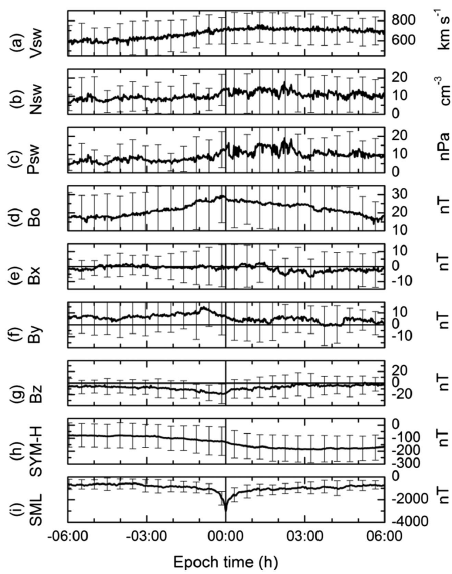 (a) Vsw 800 600 km s⁻¹
(b) Nsw 20 10 0 cm⁻³
(c) Psw 20 10 0 nPa
(d) Bo 30 20 10 nT
(e) Bx 10 0 -10 nT
(f) By 10 0 -10 nT
(g) Bz 20 0 -20 nT
(h) SYM-H 0 -100 -200 -300 nT
(i) SML 0 -2000 -4000 nT
-06:00 -03:00 00:00 03:00 06:00
Epoch time (h)